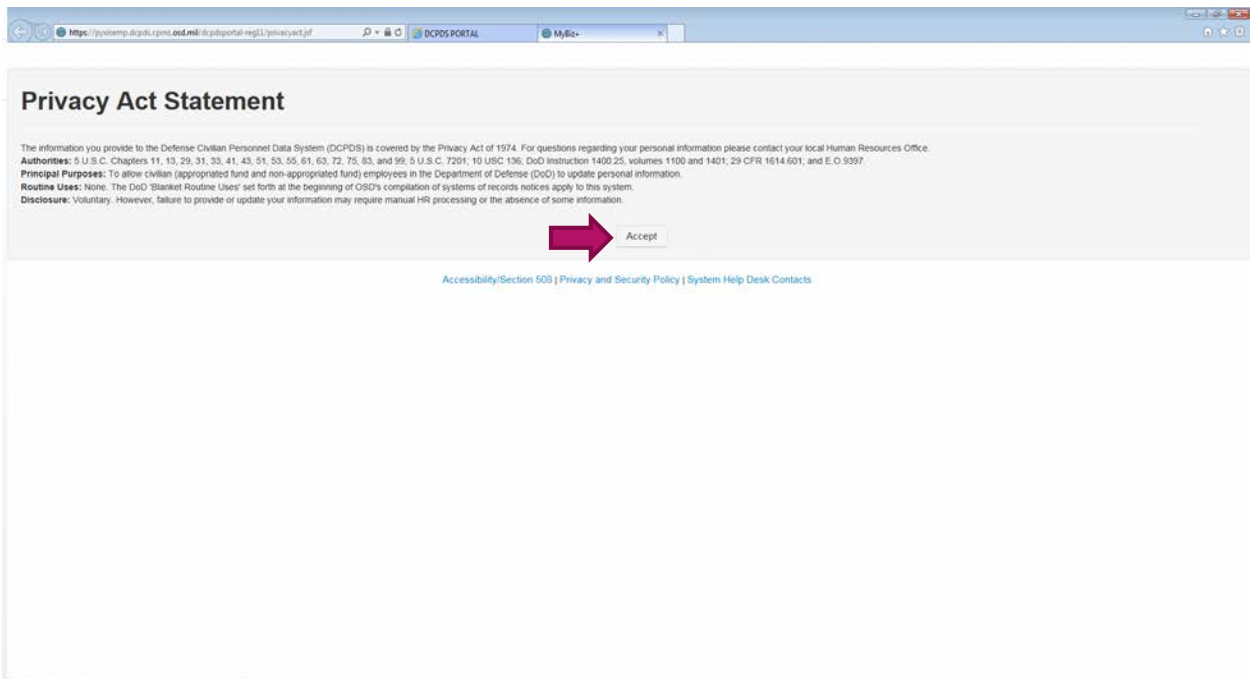 https://pyvisemp.dcpds.cpms.osd.mil/dcpdsportal-reg11/privacyact.jsf DCPDS PORTAL MyBiz+
Privacy Act Statement
The information you provide to the Defense Civilian Personnel Data System (DCPDS) is covered by the Privacy Act of 1974. For questions regarding your personal information please contact your local Human Resources Office.
Authorities: 5 U.S.C. Chapters 11, 13, 29, 31, 33, 41, 43, 51, 53, 55, 61, 63, 72, 75, 83, and 99; 5 U.S.C. 7201; 10 USC 136; DoD Instruction 1400.25, volumes 1100 and 1401; 29 CFR 1614.601; and E.O.9397.
Principal Purposes: To allow civilian (appropriated fund and non-appropriated fund) employees in the Department of Defense (DoD) to update personal information.
Routine Uses: None. The DoD 'Blanket Routine Uses' set forth at the beginning of OSD's compilation of systems of records notices apply to this system.
Disclosure: Voluntary. However, failure to provide or update your information may require manual HR processing or the absence of some information.
Accept
Accessibility/Section 508 | Privacy and Security Policy | System Help Desk Contacts